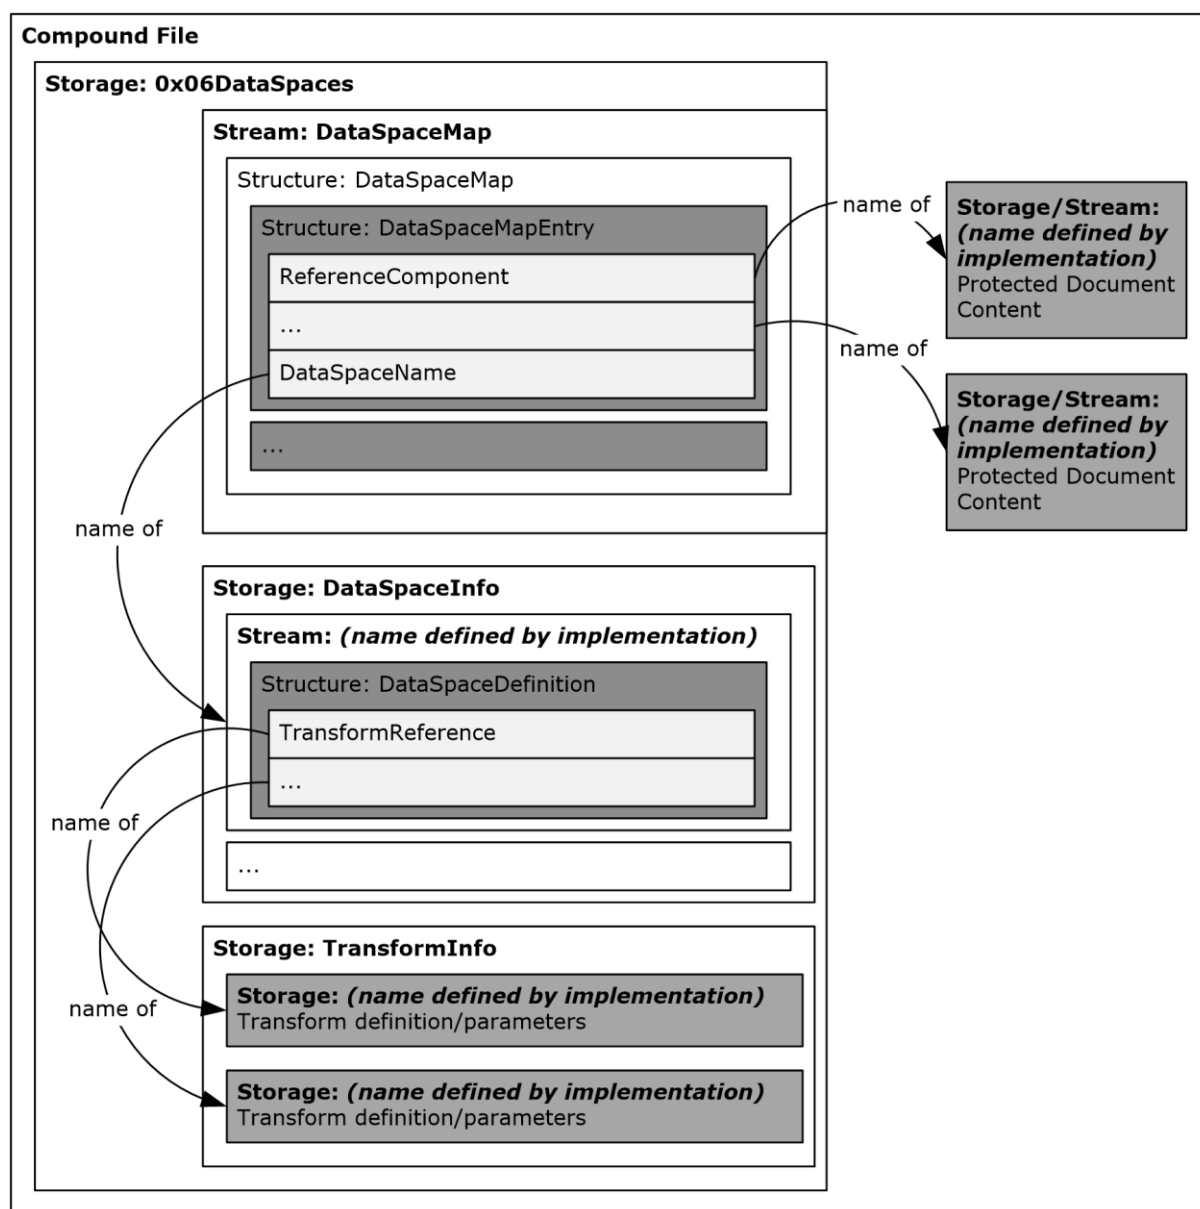 Compound File
Storage: 0x06DataSpaces
Stream: DataSpaceMap
Structure: DataSpaceMap
Structure: DataSpaceMapEntry
ReferenceComponent
...
DataSpaceName
...
name of
Storage/Stream:
(name defined by
implementation)
Protected Document
Content
name of
Storage/Stream:
(name defined by
implementation)
Protected Document
Content
name of
Storage: DataSpaceInfo
Stream: (name defined by implementation)
Structure: DataSpaceDefinition
TransformReference
...
...
name of
Storage: TransformInfo
Storage: (name defined by implementation)
Transform definition/parameters
name of
Storage: (name defined by implementation)
Transform definition/parameters